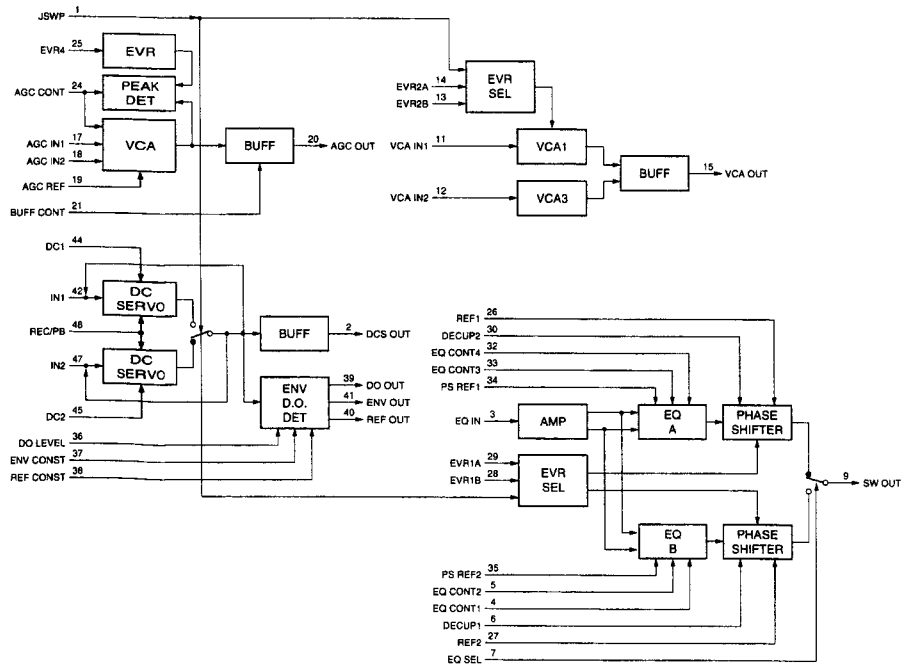 JSWP 1
EVR4 25
EVR
AGC CONT 24
PEAK
DET
AGC IN1 17
AGC IN2 18
VCA
AGC REF 19
BUFF CONT 21
BUFF
20 AGC OUT
EVR2A 14
EVR2B 13
EVR
SEL
VCA IN1 11
VCA1
VCA IN2 12
VCA3
BUFF
15 VCA OUT
DC1 44
IN1 42
DC
SERVO
REC/PB 48
IN2 47
DC
SERVO
DC2 45
BUFF
2 DCS OUT
ENV
D.O.
DET
39 DO OUT
41 ENV OUT
40 REF OUT
DO LEVEL 36
ENV CONST 37
REF CONST 38
REF1 26
DECUP2 30
EQ CONT4 32
EQ CONT3 33
PS REF1 34
EQ IN 3
AMP
EQ
A
PHASE
SHIFTER
EVR1A 29
EVR1B 28
EVR
SEL
9 SW OUT
EQ
B
PHASE
SHIFTER
PS REF2 35
EQ CONT2 5
EQ CONT1 4
DECUP1 6
REF2 27
EQ SEL 7